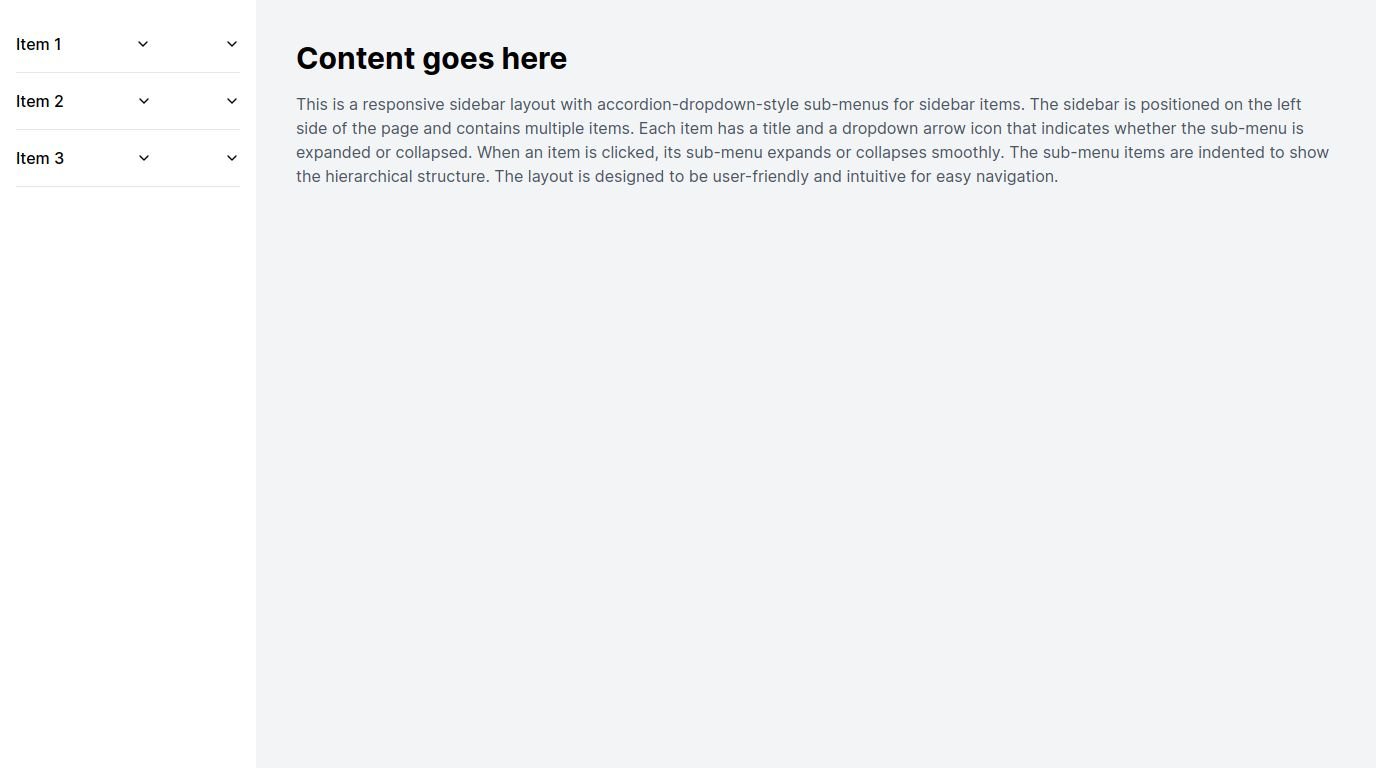 Item 1
Item 2
Item 3
Content goes here
This is a responsive sidebar layout with accordion-dropdown-style sub-menus for sidebar items. The sidebar is positioned on the left
side of the page and contains multiple items. Each item has a title and a dropdown arrow icon that indicates whether the sub-menu is
expanded or collapsed. When an item is clicked, its sub-menu expands or collapses smoothly. The sub-menu items are indented to show
the hierarchical structure. The layout is designed to be user-friendly and intuitive for easy navigation.